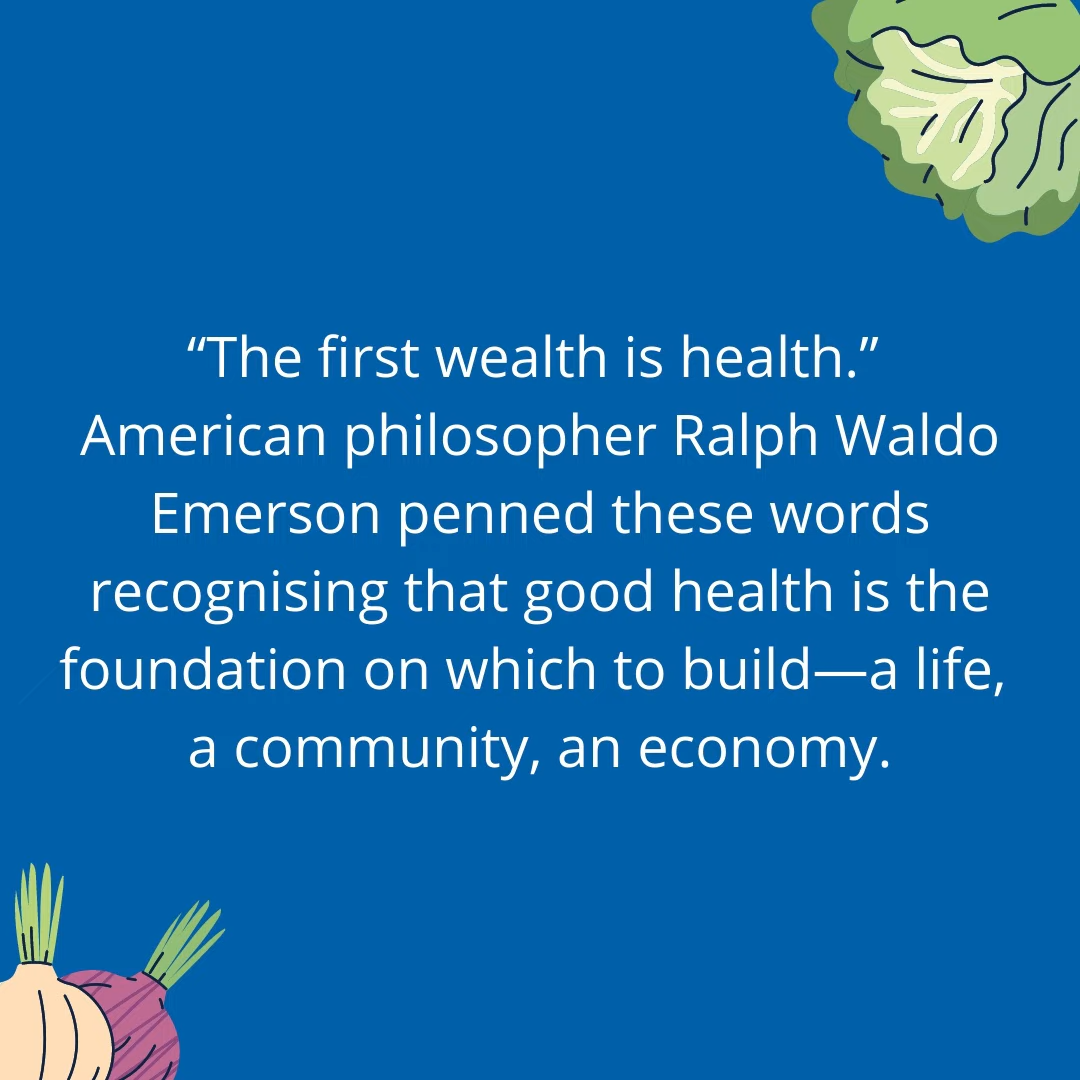 “The first wealth is health.”
American philosopher Ralph Waldo
Emerson penned these words
recognising that good health is the
foundation on which to build—a life,
a community, an economy.